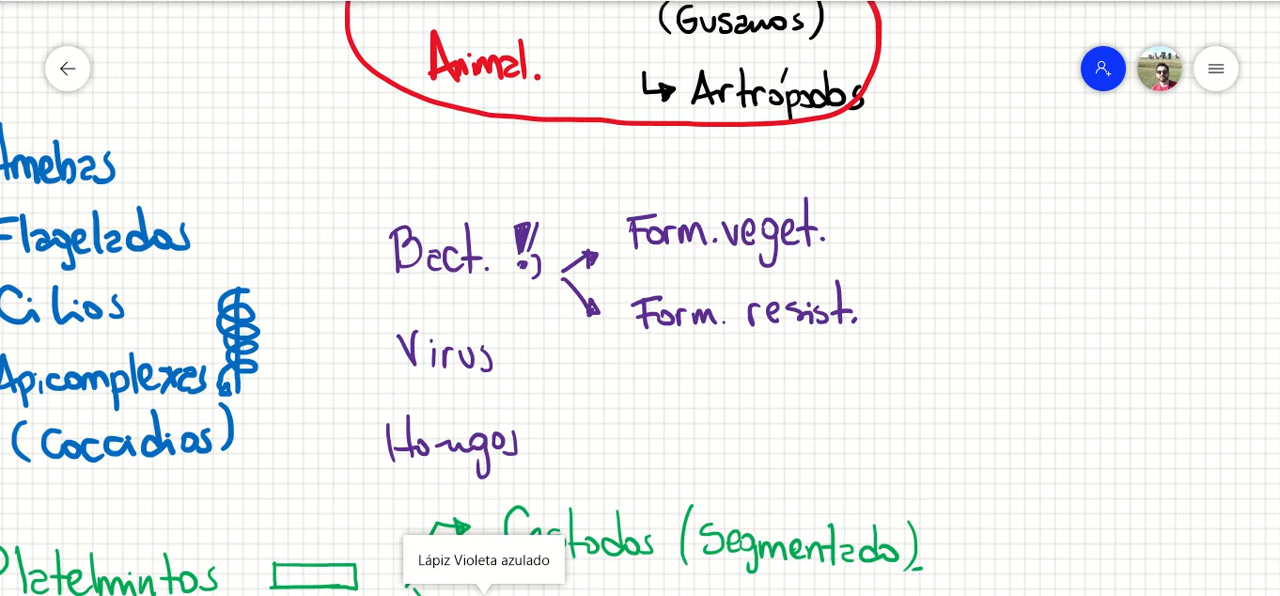 (Gusanos)
Animal.
↳ Artrópodos
Amebas
Flagelados
Cilios
Apicomplexas
(Coccidios)
Bact. !!
Form. veget.
Form. resist.
Virus
Hongos
Cestodos (Segmentado)
Platelmintos
Lápiz Violeta azulado